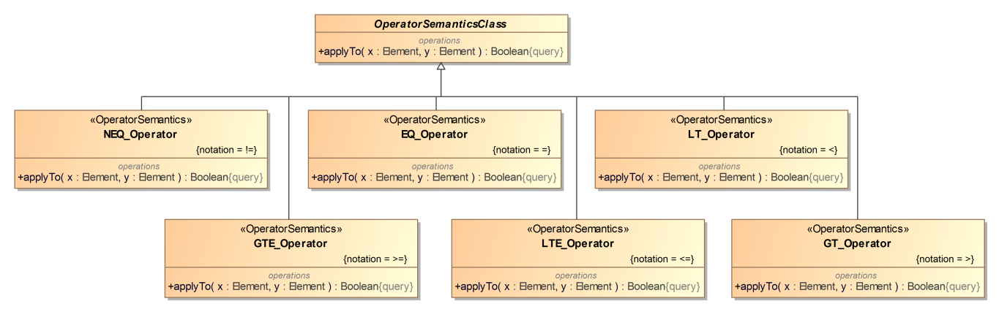 OperatorSemanticsClass
operations
+applyTo( x : Element, y : Element ) : Boolean{query}
«OperatorSemantics»
NEQ_Operator
{notation = !=}
operations
+applyTo( x : Element, y : Element ) : Boolean{query}
«OperatorSemantics»
EQ_Operator
{notation = =}
operations
+applyTo( x : Element, y : Element ) : Boolean{query}
«OperatorSemantics»
LT_Operator
{notation = <}
operations
+applyTo( x : Element, y : Element ) : Boolean{query}
«OperatorSemantics»
GTE_Operator
{notation = >=}
operations
+applyTo( x : Element, y : Element ) : Boolean{query}
«OperatorSemantics»
LTE_Operator
{notation = <=}
operations
+applyTo( x : Element, y : Element ) : Boolean{query}
«OperatorSemantics»
GT_Operator
{notation = >}
operations
+applyTo( x : Element, y : Element ) : Boolean{query}